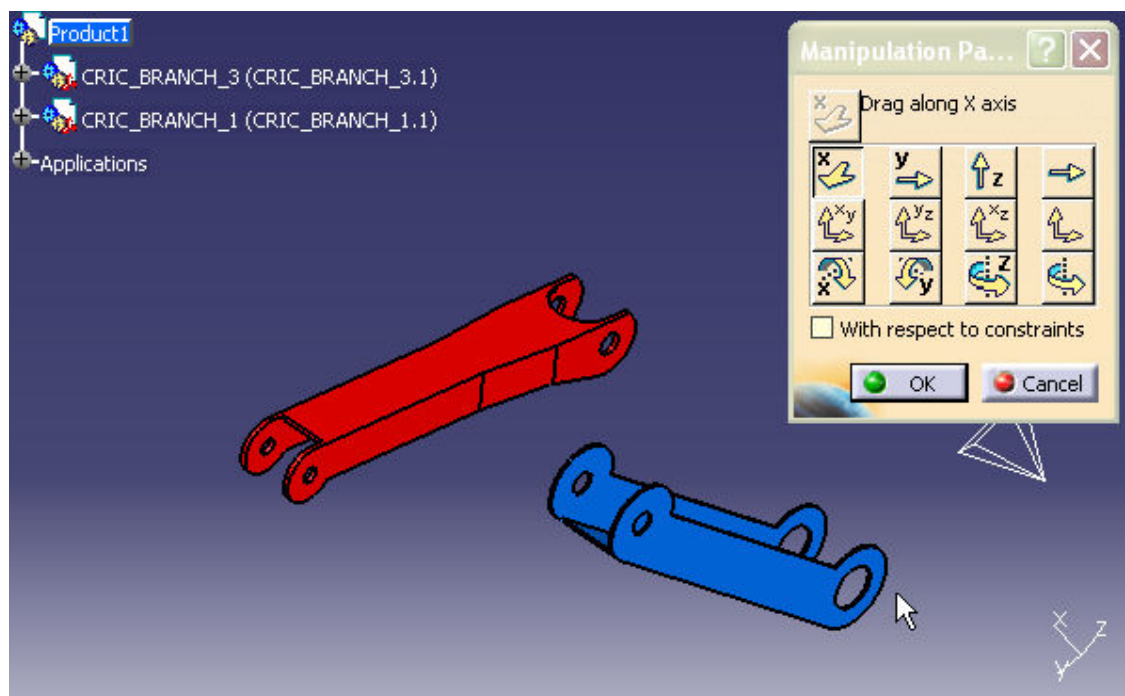 Product1
CRIC_BRANCH_3 (CRIC_BRANCH_3.1)
CRIC_BRANCH_1 (CRIC_BRANCH_1.1)
Applications
Manipulation Pa...
x Drag along X axis
x y z
xy yz xz
x y z
With respect to constraints
OK Cancel
x z
y